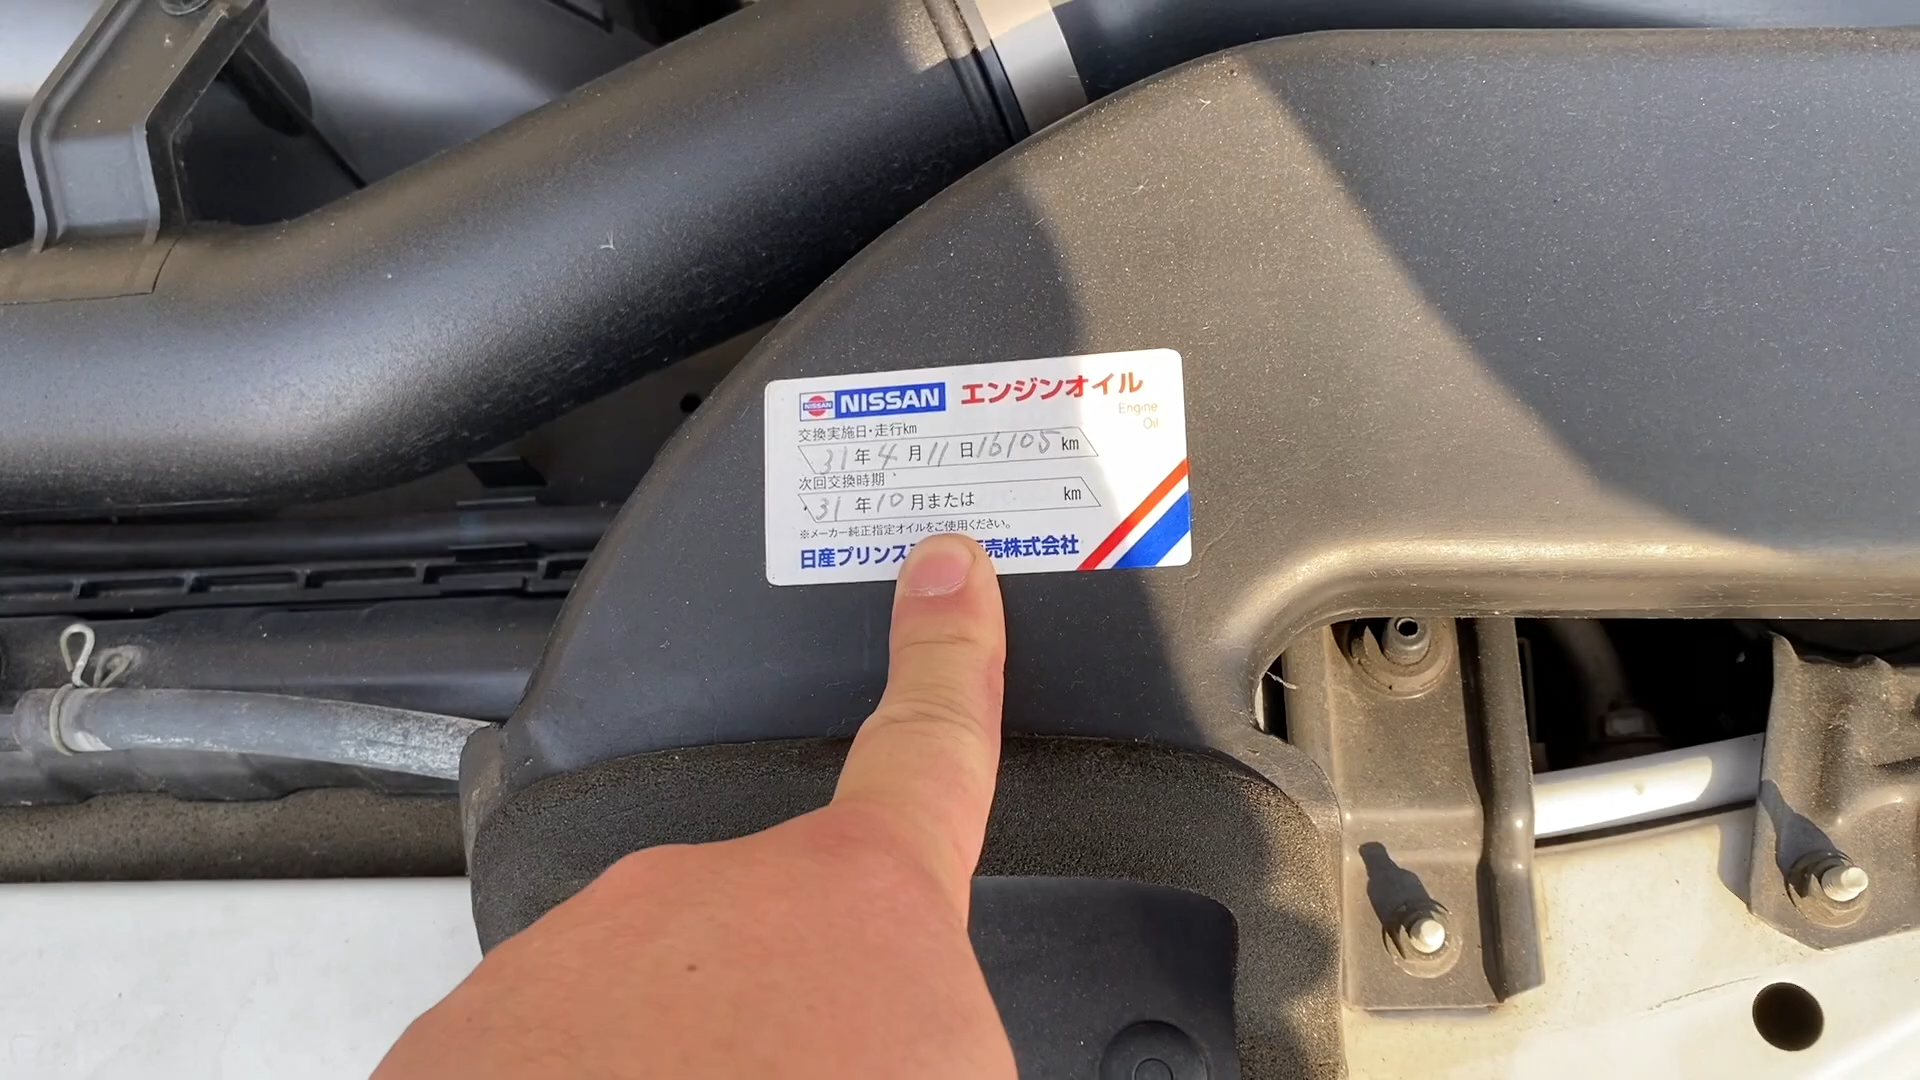 NISSAN NISSAN エンジンオイル
Engine
Oil
交換実施日・走行km
31年4月11日16105km
次回交換時期
31年10月または km
※メーカー純正指定オイルをご使用ください。
日産プリンス 売株式会社